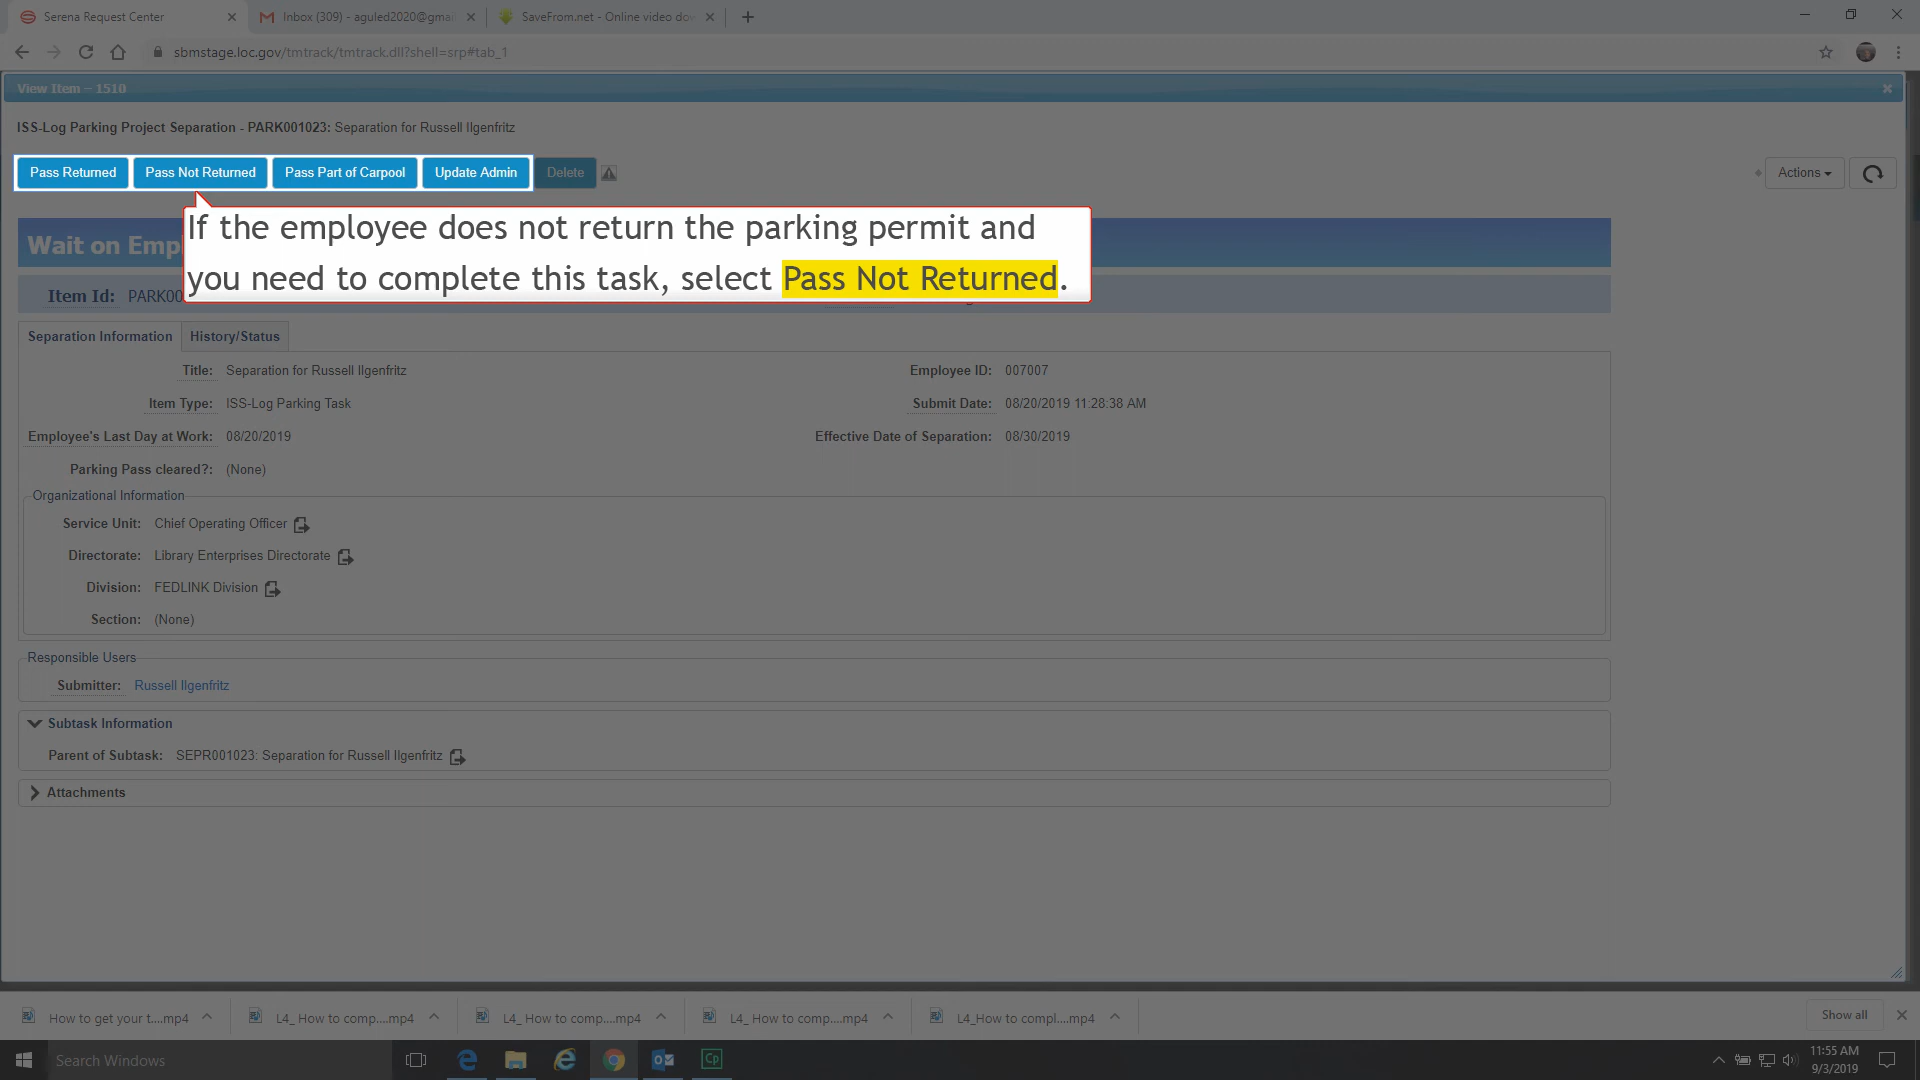 Serena Request Center
Inbox (309) - aguled2020@gmai
SaveFrom.net - Online video dow
sbmstage.loc.gov/tmtrack/tmtrack.dll?shell=srp#tab_1
View Item – 1510
ISS-Log Parking Project Separation - PARK001023: Separation for Russell Ilgenfritz
Pass Returned Pass Not Returned Pass Part of Carpool Update Admin Delete
Actions
If the employee does not return the parking permit and
you need to complete this task, select Pass Not Returned.
Wait on Emp
Item Id: PARK00
Separation Information History/Status
Title: Separation for Russell Ilgenfritz Employee ID: 007007
Item Type: ISS-Log Parking Task Submit Date: 08/20/2019 11:28:38 AM
Employee's Last Day at Work: 08/20/2019 Effective Date of Separation: 08/30/2019
Parking Pass cleared?: (None)
Organizational Information
Service Unit: Chief Operating Officer
Directorate: Library Enterprises Directorate
Division: FEDLINK Division
Section: (None)
Responsible Users
Submitter: Russell Ilgenfritz
Subtask Information
Parent of Subtask: SEPR001023: Separation for Russell Ilgenfritz
Attachments
How to get your t....mp4 L4_ How to comp....mp4 L4_ How to comp....mp4 L4_ How to comp....mp4 L4_How to compl....mp4 Show all
Search Windows
Cp
11:55 AM
9/3/2019